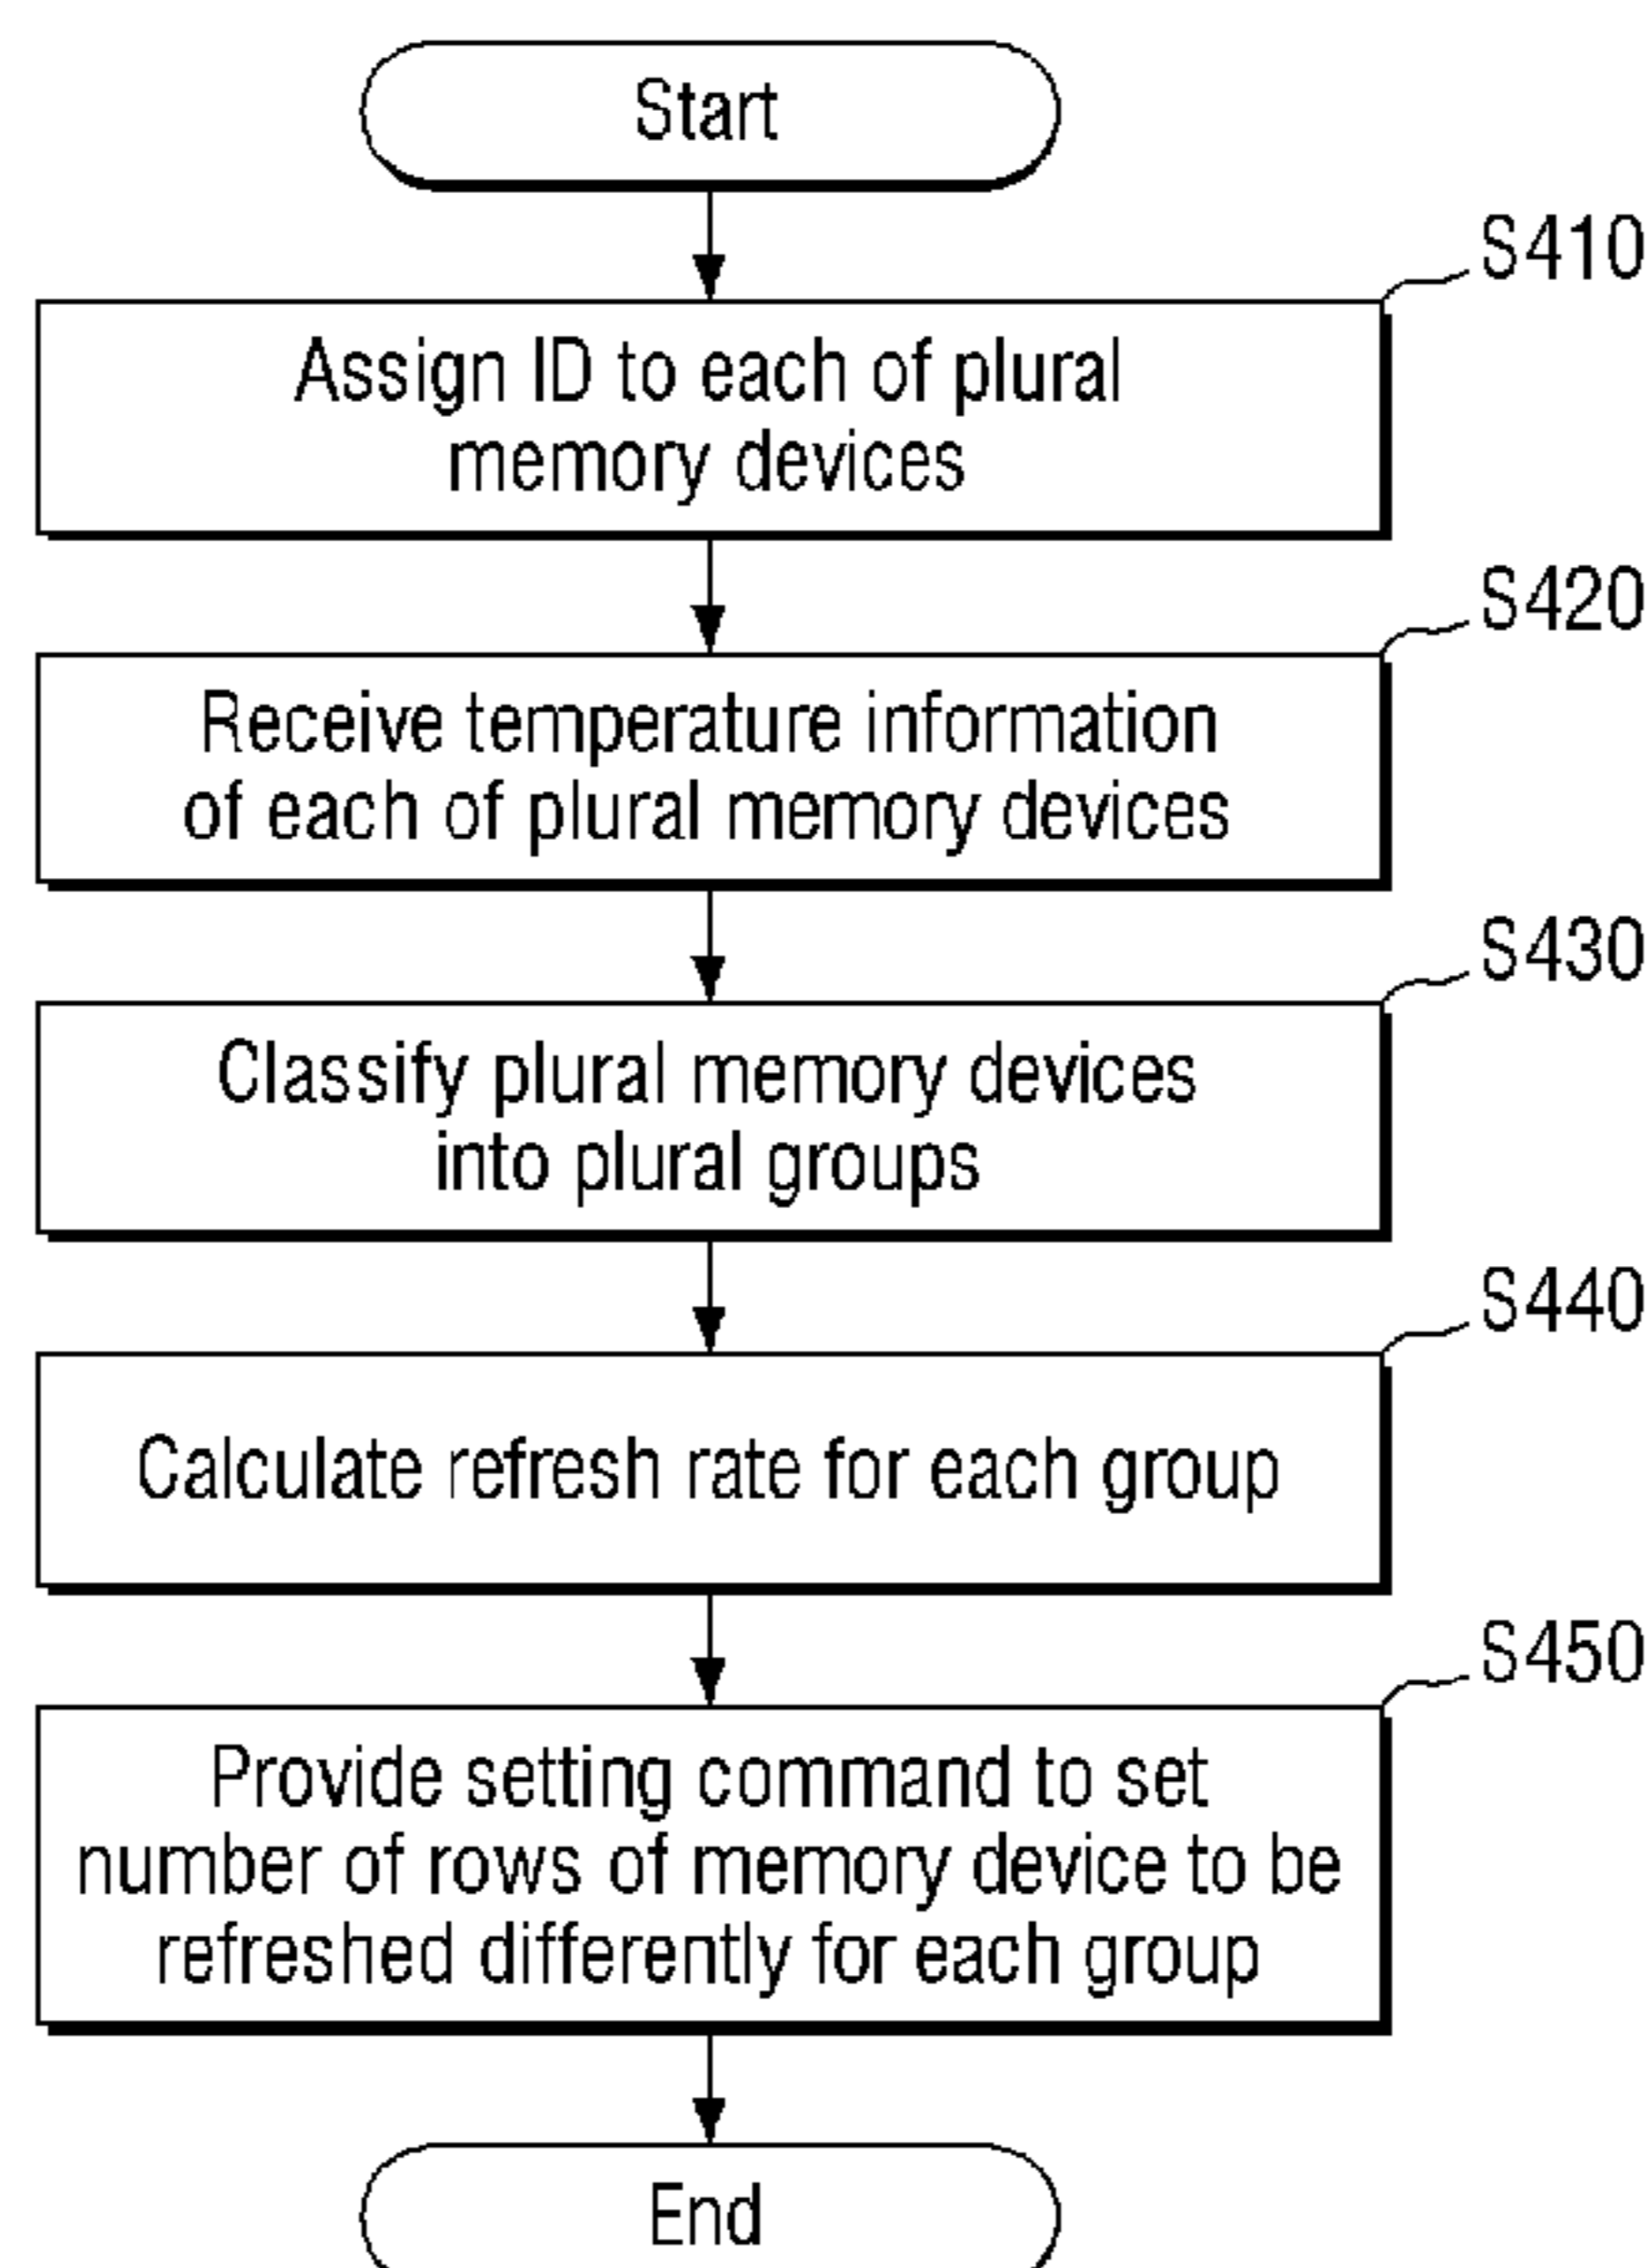 Start
S410
Assign ID to each of plural
memory devices
S420
Receive temperature information
of each of plural memory devices
S430
Classify plural memory devices
into plural groups
S440
Calculate refresh rate for each group
S450
Provide setting command to set
number of rows of memory device to be
refreshed differently for each group
End